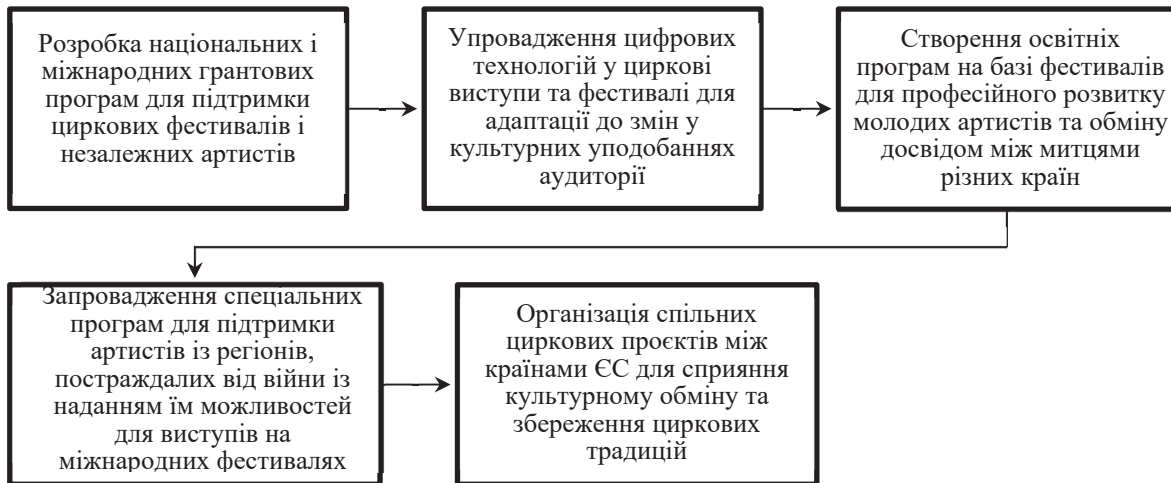 Розробка національних і
міжнародних грантових
програм для підтримки
циркових фестивалів і
незалежних артистів
Упровадження цифрових
технологій у циркові
виступи та фестивалі для
адаптації до змін у
культурних уподобаннях
аудиторії
Створення освітніх
програм на базі фестивалів
для професійного розвитку
молодих артистів та обміну
досвідом між митцями
різних країн
Запровадження спеціальних
програм для підтримки
артистів із регіонів,
постраждалих від війни із
наданням їм можливостей
для виступів на
міжнародних фестивалях
Організація спільних
циркових проєктів між
країнами ЄС для сприяння
культурному обміну та
збереження циркових
традицій